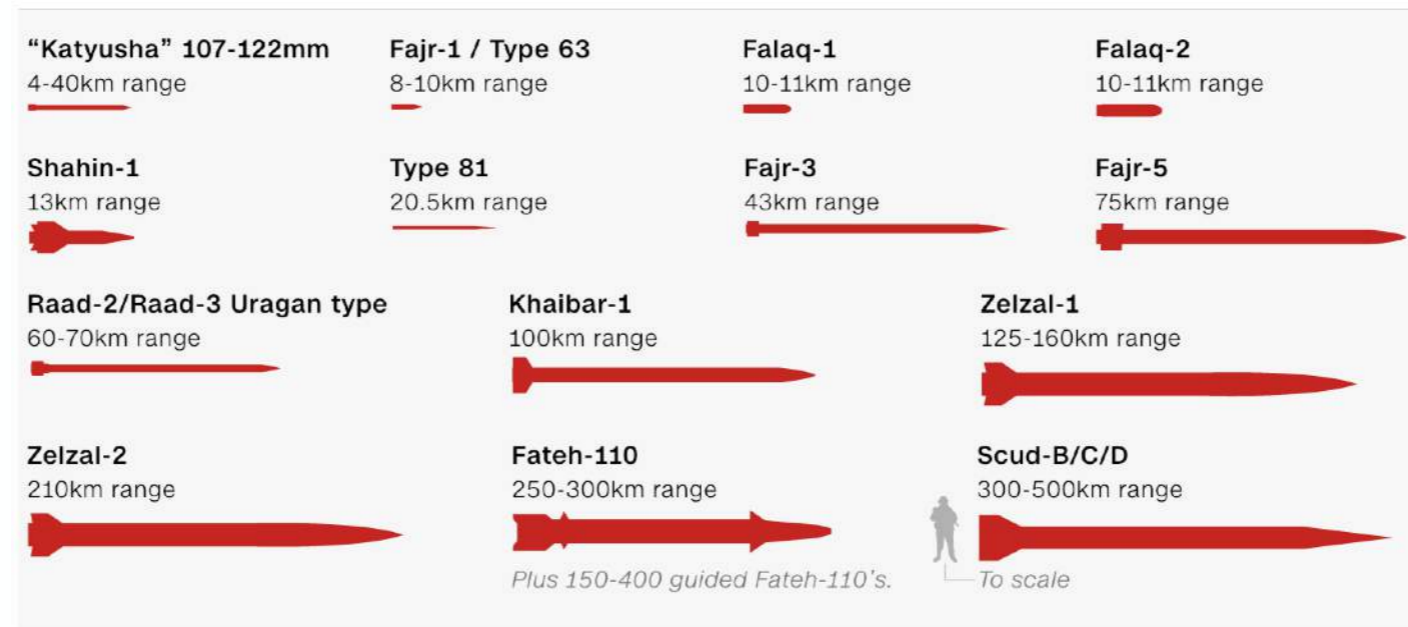 “Katyusha” 107-122mm
4-40km range
Fajr-1 / Type 63
8-10km range
Falaq-1
10-11km range
Falaq-2
10-11km range
Shahin-1
13km range
Type 81
20.5km range
Fajr-3
43km range
Fajr-5
75km range
Raad-2/Raad-3 Uragan type
60-70km range
Khaibar-1
100km range
Zelzal-1
125-160km range
Zelzal-2
210km range
Fateh-110
250-300km range
Plus 150-400 guided Fateh-110’s.
Scud-B/C/D
300-500km range
To scale